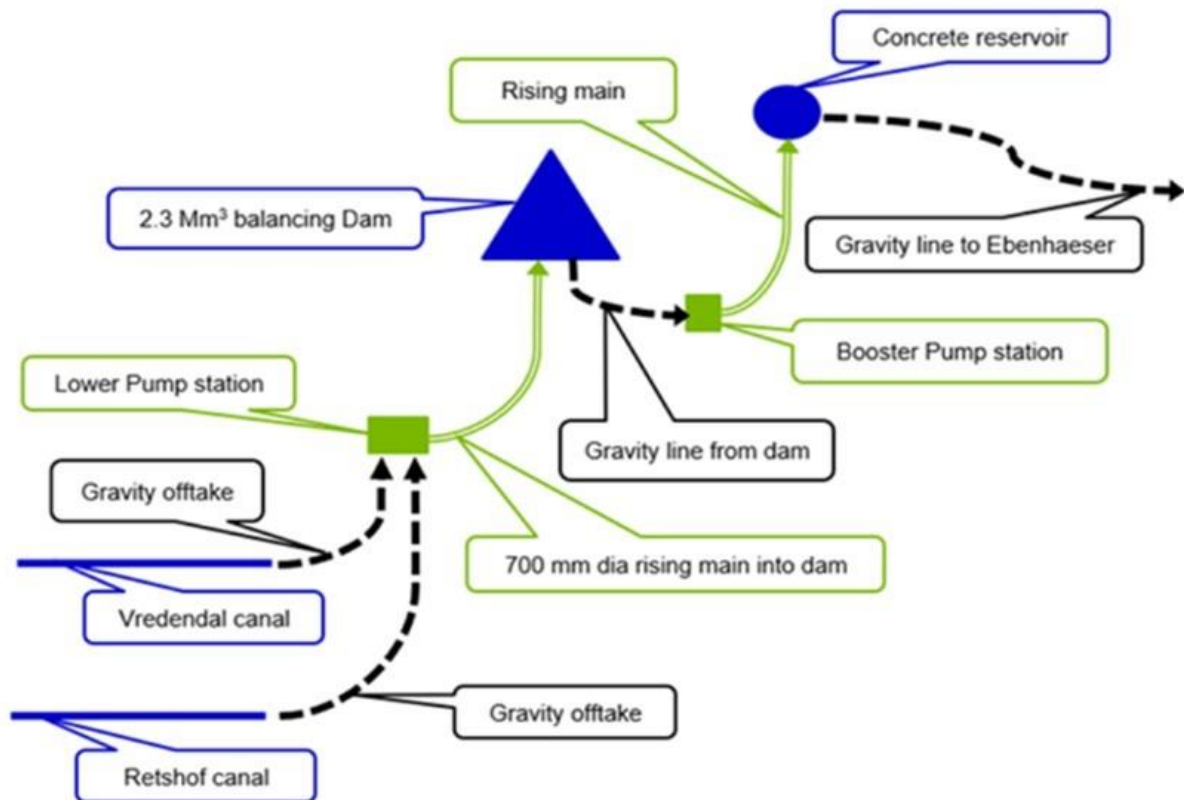 Concrete reservoir
Rising main
2.3 Mm³ balancing Dam
Gravity line to Ebenhaeser
Booster Pump station
Lower Pump station
Gravity line from dam
Gravity offtake
700 mm dia rising main into dam
Vredendal canal
Gravity offtake
Retshof canal